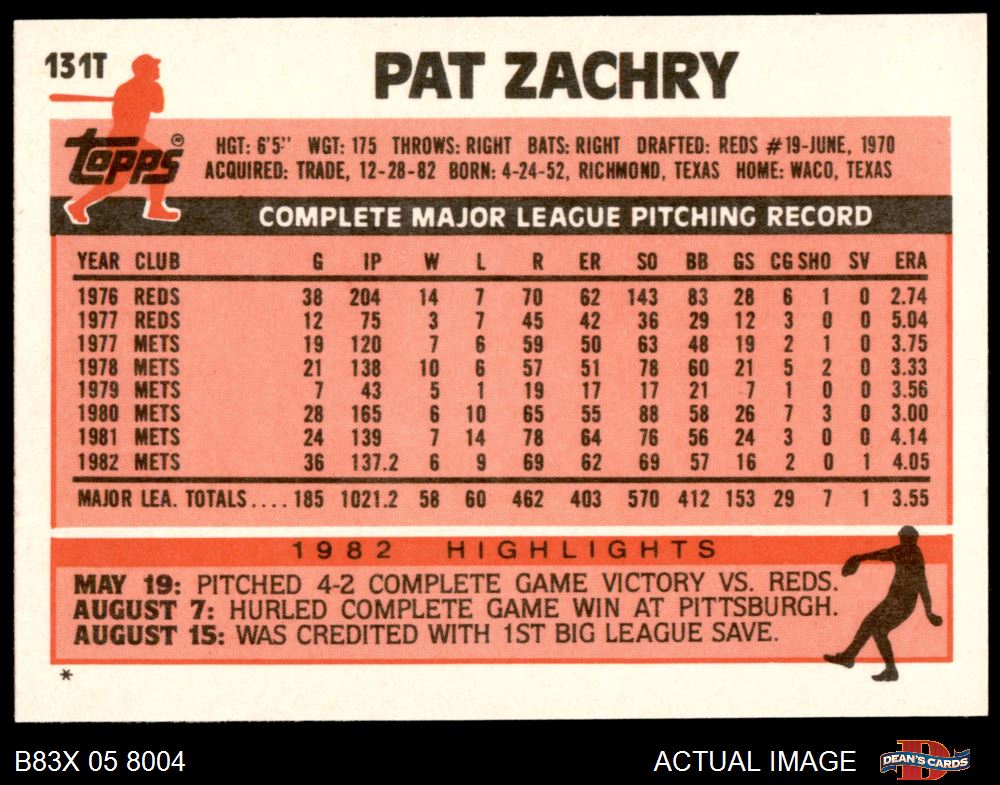 131T
PAT ZACHRY
Topps®
HGT: 6'5" WGT: 175 THROWS: RIGHT BATS: RIGHT DRAFTED: REDS #19-JUNE, 1970
ACQUIRED: TRADE, 12-28-82 BORN: 4-24-52, RICHMOND, TEXAS HOME: WACO, TEXAS
COMPLETE MAJOR LEAGUE PITCHING RECORD
YEAR CLUB G IP W L R ER SO BB GS CG SHO SV ERA
1976 REDS 38 204 14 7 70 62 143 83 28 6 1 0 2.74
1977 REDS 12 75 3 7 45 42 36 29 12 3 0 0 5.04
1977 METS 19 120 7 6 59 50 63 48 19 2 1 0 3.75
1978 METS 21 138 10 6 57 51 78 60 21 5 2 0 3.33
1979 METS 7 43 5 1 19 17 17 21 7 1 0 0 3.56
1980 METS 28 165 6 10 65 55 88 58 26 7 3 0 3.00
1981 METS 24 139 7 14 78 64 76 56 24 3 0 0 4.14
1982 METS 36 137.2 6 9 69 62 69 57 16 2 0 1 4.05
MAJOR LEA. TOTALS.... 185 1021.2 58 60 462 403 570 412 153 29 7 1 3.55
1982 HIGHLIGHTS
MAY 19: PITCHED 4-2 COMPLETE GAME VICTORY VS. REDS.
AUGUST 7: HURLED COMPLETE GAME WIN AT PITTSBURGH.
AUGUST 15: WAS CREDITED WITH 1ST BIG LEAGUE SAVE.
*
B83X 05 8004
ACTUAL IMAGE
D
DEAN'S CARDS